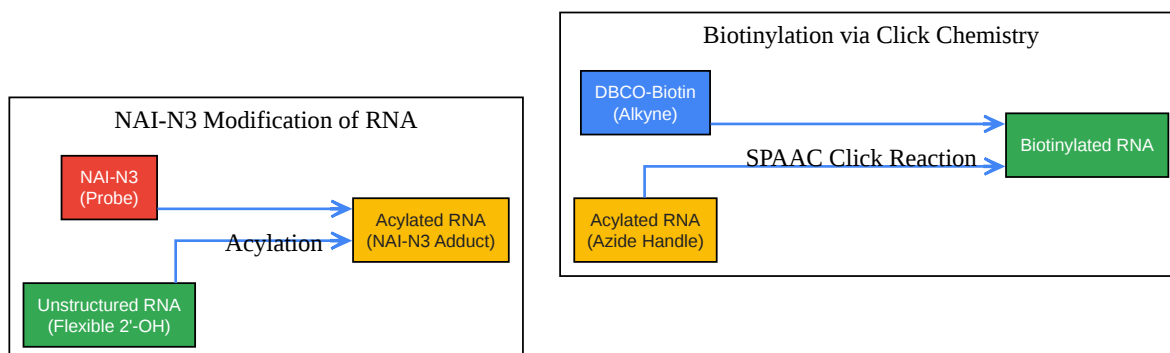 NAI-N3 Modification of RNA
NAI-N3
(Probe)
Acylated RNA
(NAI-N3 Adduct)
Acylation
Unstructured RNA
(Flexible 2'-OH)
Biotinylation via Click Chemistry
DBCO-Biotin
(Alkyne)
Biotinylated RNA
SPAAC Click Reaction
Acylated RNA
(Azide Handle)